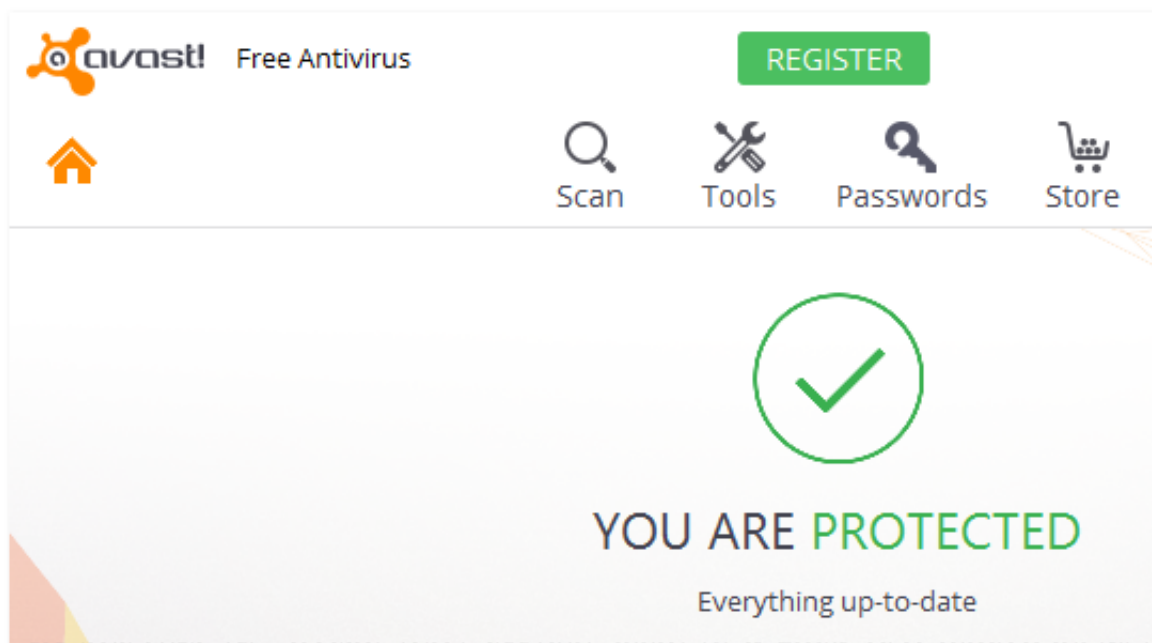 avast! Free Antivirus REGISTER
Scan Tools Passwords Store
YOU ARE PROTECTED
Everything up-to-date